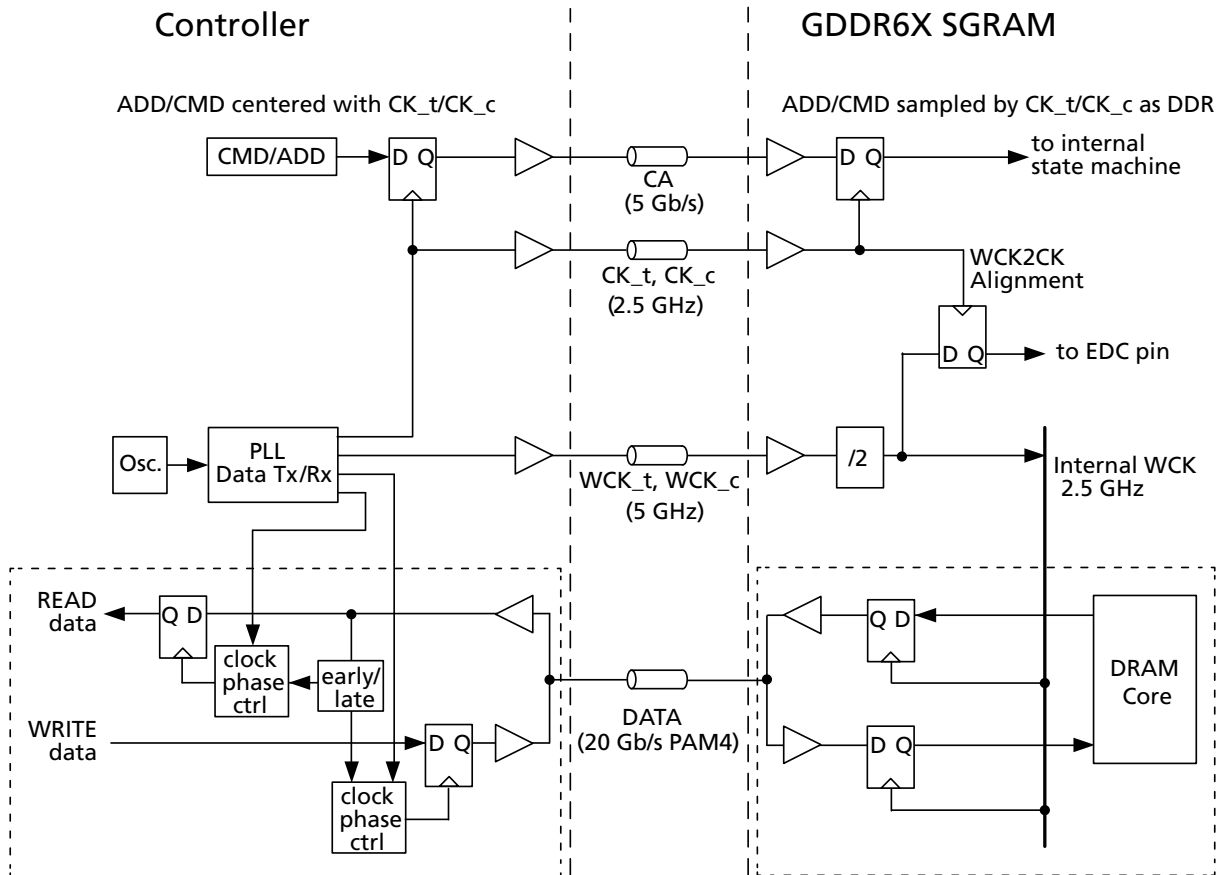 Controller
GDDR6X SGRAM
ADD/CMD centered with CK_t/CK_c
ADD/CMD sampled by CK_t/CK_c as DDR
CMD/ADD
D Q
CA
(5 Gb/s)
D Q
to internal
state machine
CK_t, CK_c
(2.5 GHz)
WCK2CK
Alignment
D Q
to EDC pin
Osc.
PLL
Data Tx/Rx
WCK_t, WCK_c
(5 GHz)
/2
Internal WCK
2.5 GHz
READ
data
Q D
clock
phase
ctrl
early/
late
WRITE
data
D Q
clock
phase
ctrl
DATA
(20 Gb/s PAM4)
Q D
D Q
DRAM
Core